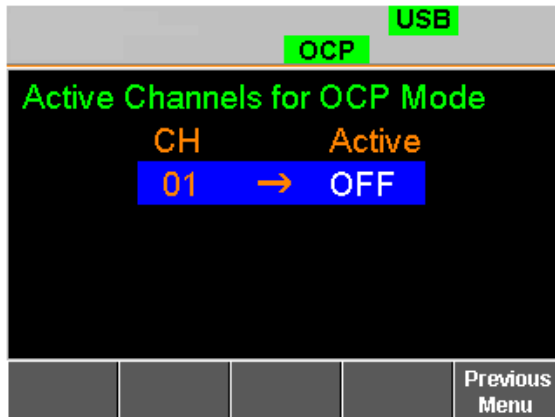 USB
OCP
Active Channels for OCP Mode
CH Active
01 → OFF
Previous
Menu